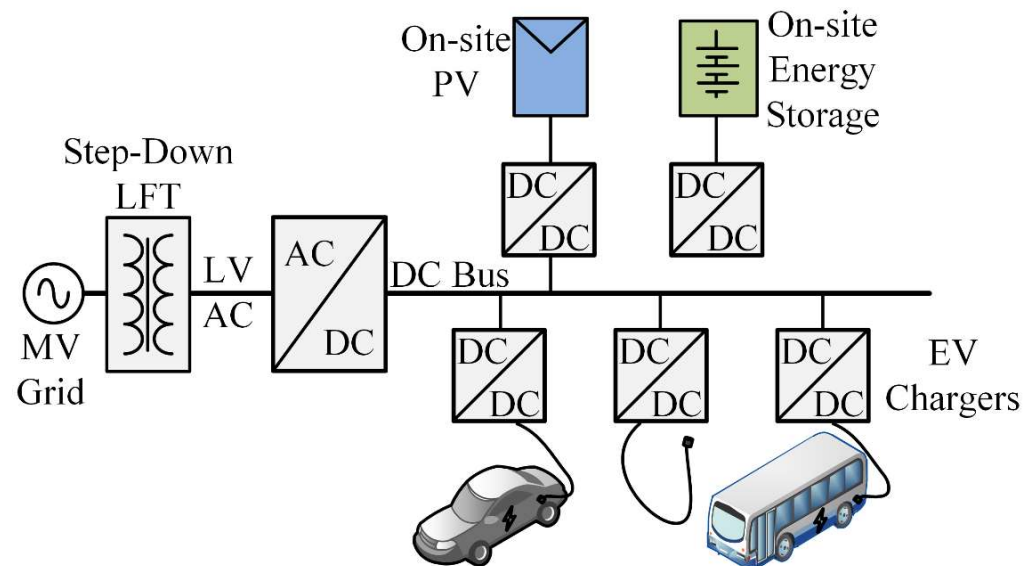 On-site
PV
On-site
Energy
Storage
Step-Down
LFT
DC
DC
DC
DC
LV
AC
AC
DC
DC Bus
MV
Grid
DC
DC
DC
DC
DC
DC
EV
Chargers